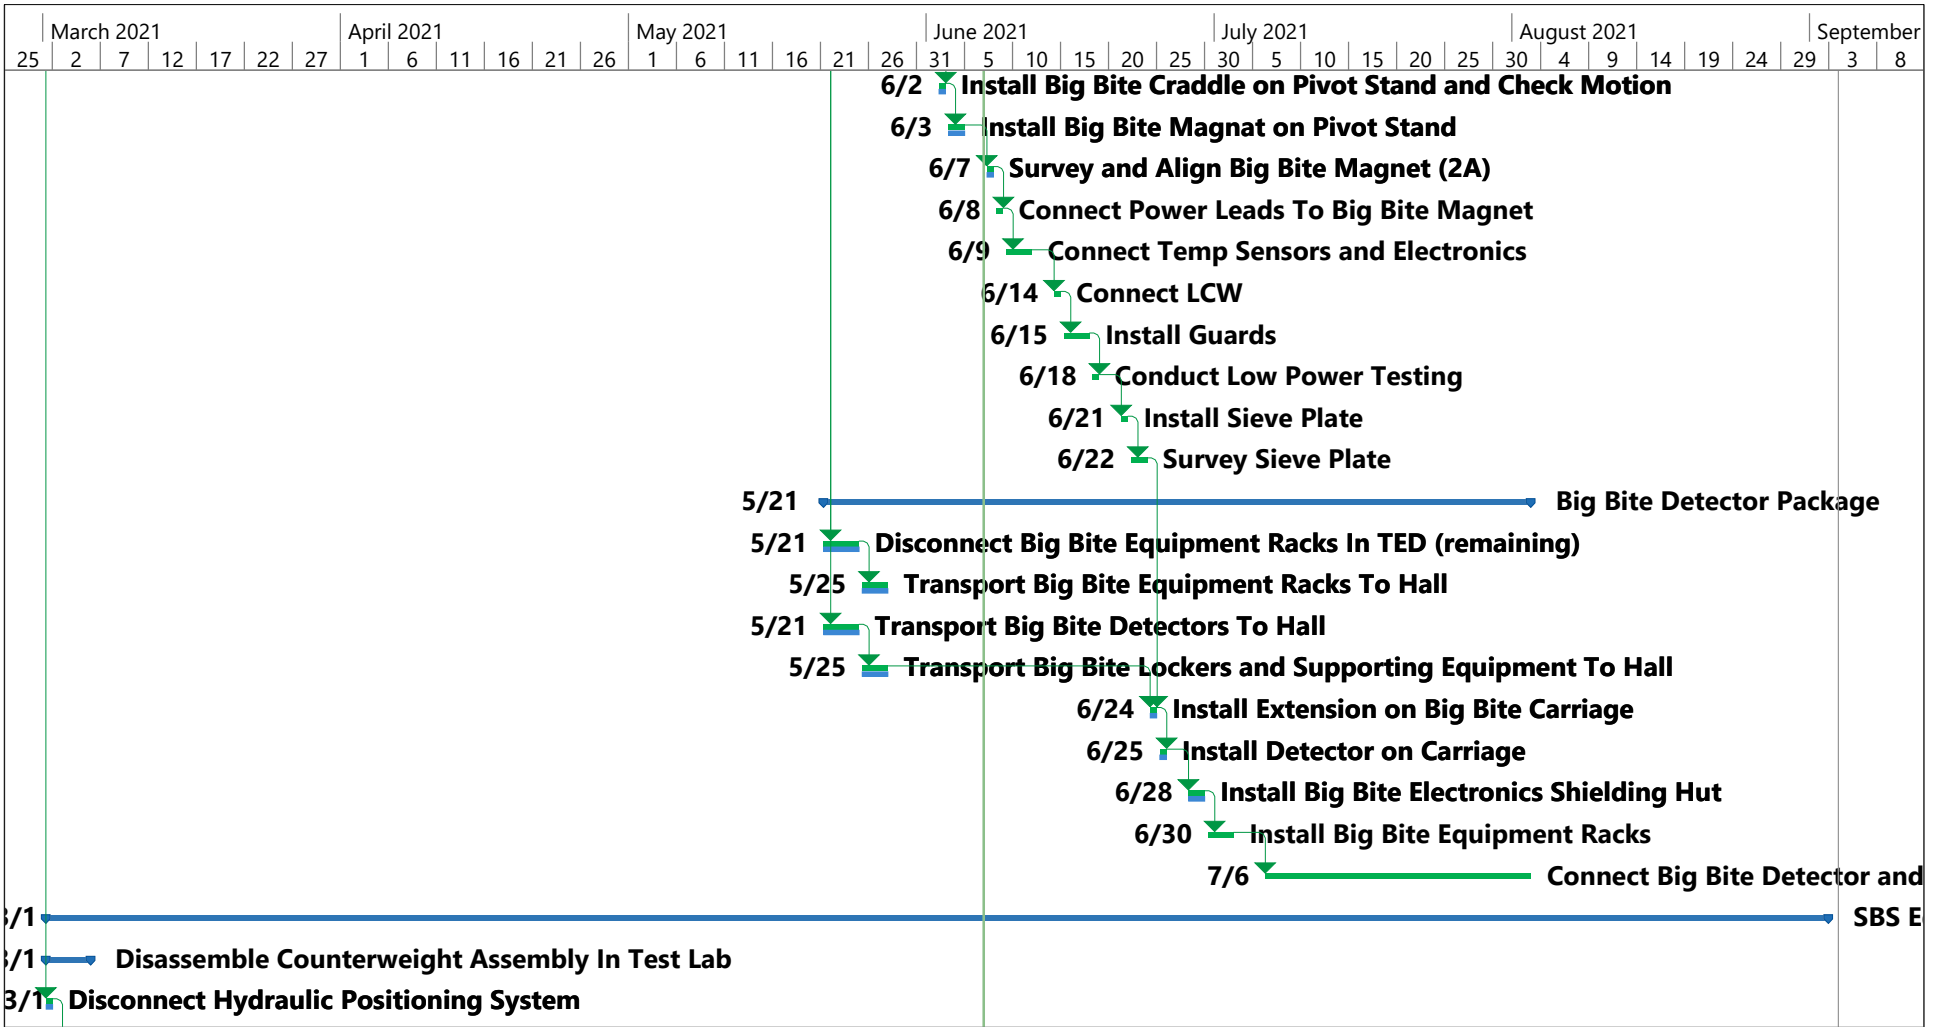 March 2021 April 2021 May 2021 June 2021 July 2021 August 2021 September
25 2 7 12 17 22 27 1 6 11 16 21 26 1 6 11 16 21 26 31 5 10 15 20 25 30 5 10 15 20 25 30 4 9 14 19 24 29 3 8
6/2 Install Big Bite Craddle on Pivot Stand and Check Motion
6/3 Install Big Bite Magnat on Pivot Stand
6/7 Survey and Align Big Bite Magnet (2A)
6/8 Connect Power Leads To Big Bite Magnet
6/9 Connect Temp Sensors and Electronics
6/14 Connect LCW
6/15 Install Guards
6/18 Conduct Low Power Testing
6/21 Install Sieve Plate
6/22 Survey Sieve Plate
5/21 Big Bite Detector Package
5/21 Disconnect Big Bite Equipment Racks In TED (remaining)
5/25 Transport Big Bite Equipment Racks To Hall
5/21 Transport Big Bite Detectors To Hall
5/25 Transport Big Bite Lockers and Supporting Equipment To Hall
6/24 Install Extension on Big Bite Carriage
6/25 Install Detector on Carriage
6/28 Install Big Bite Electronics Shielding Hut
6/30 Install Big Bite Equipment Racks
7/6 Connect Big Bite Detector and
3/1 SBS
3/1 Disassemble Counterweight Assembly In Test Lab
3/1 Disconnect Hydraulic Positioning System